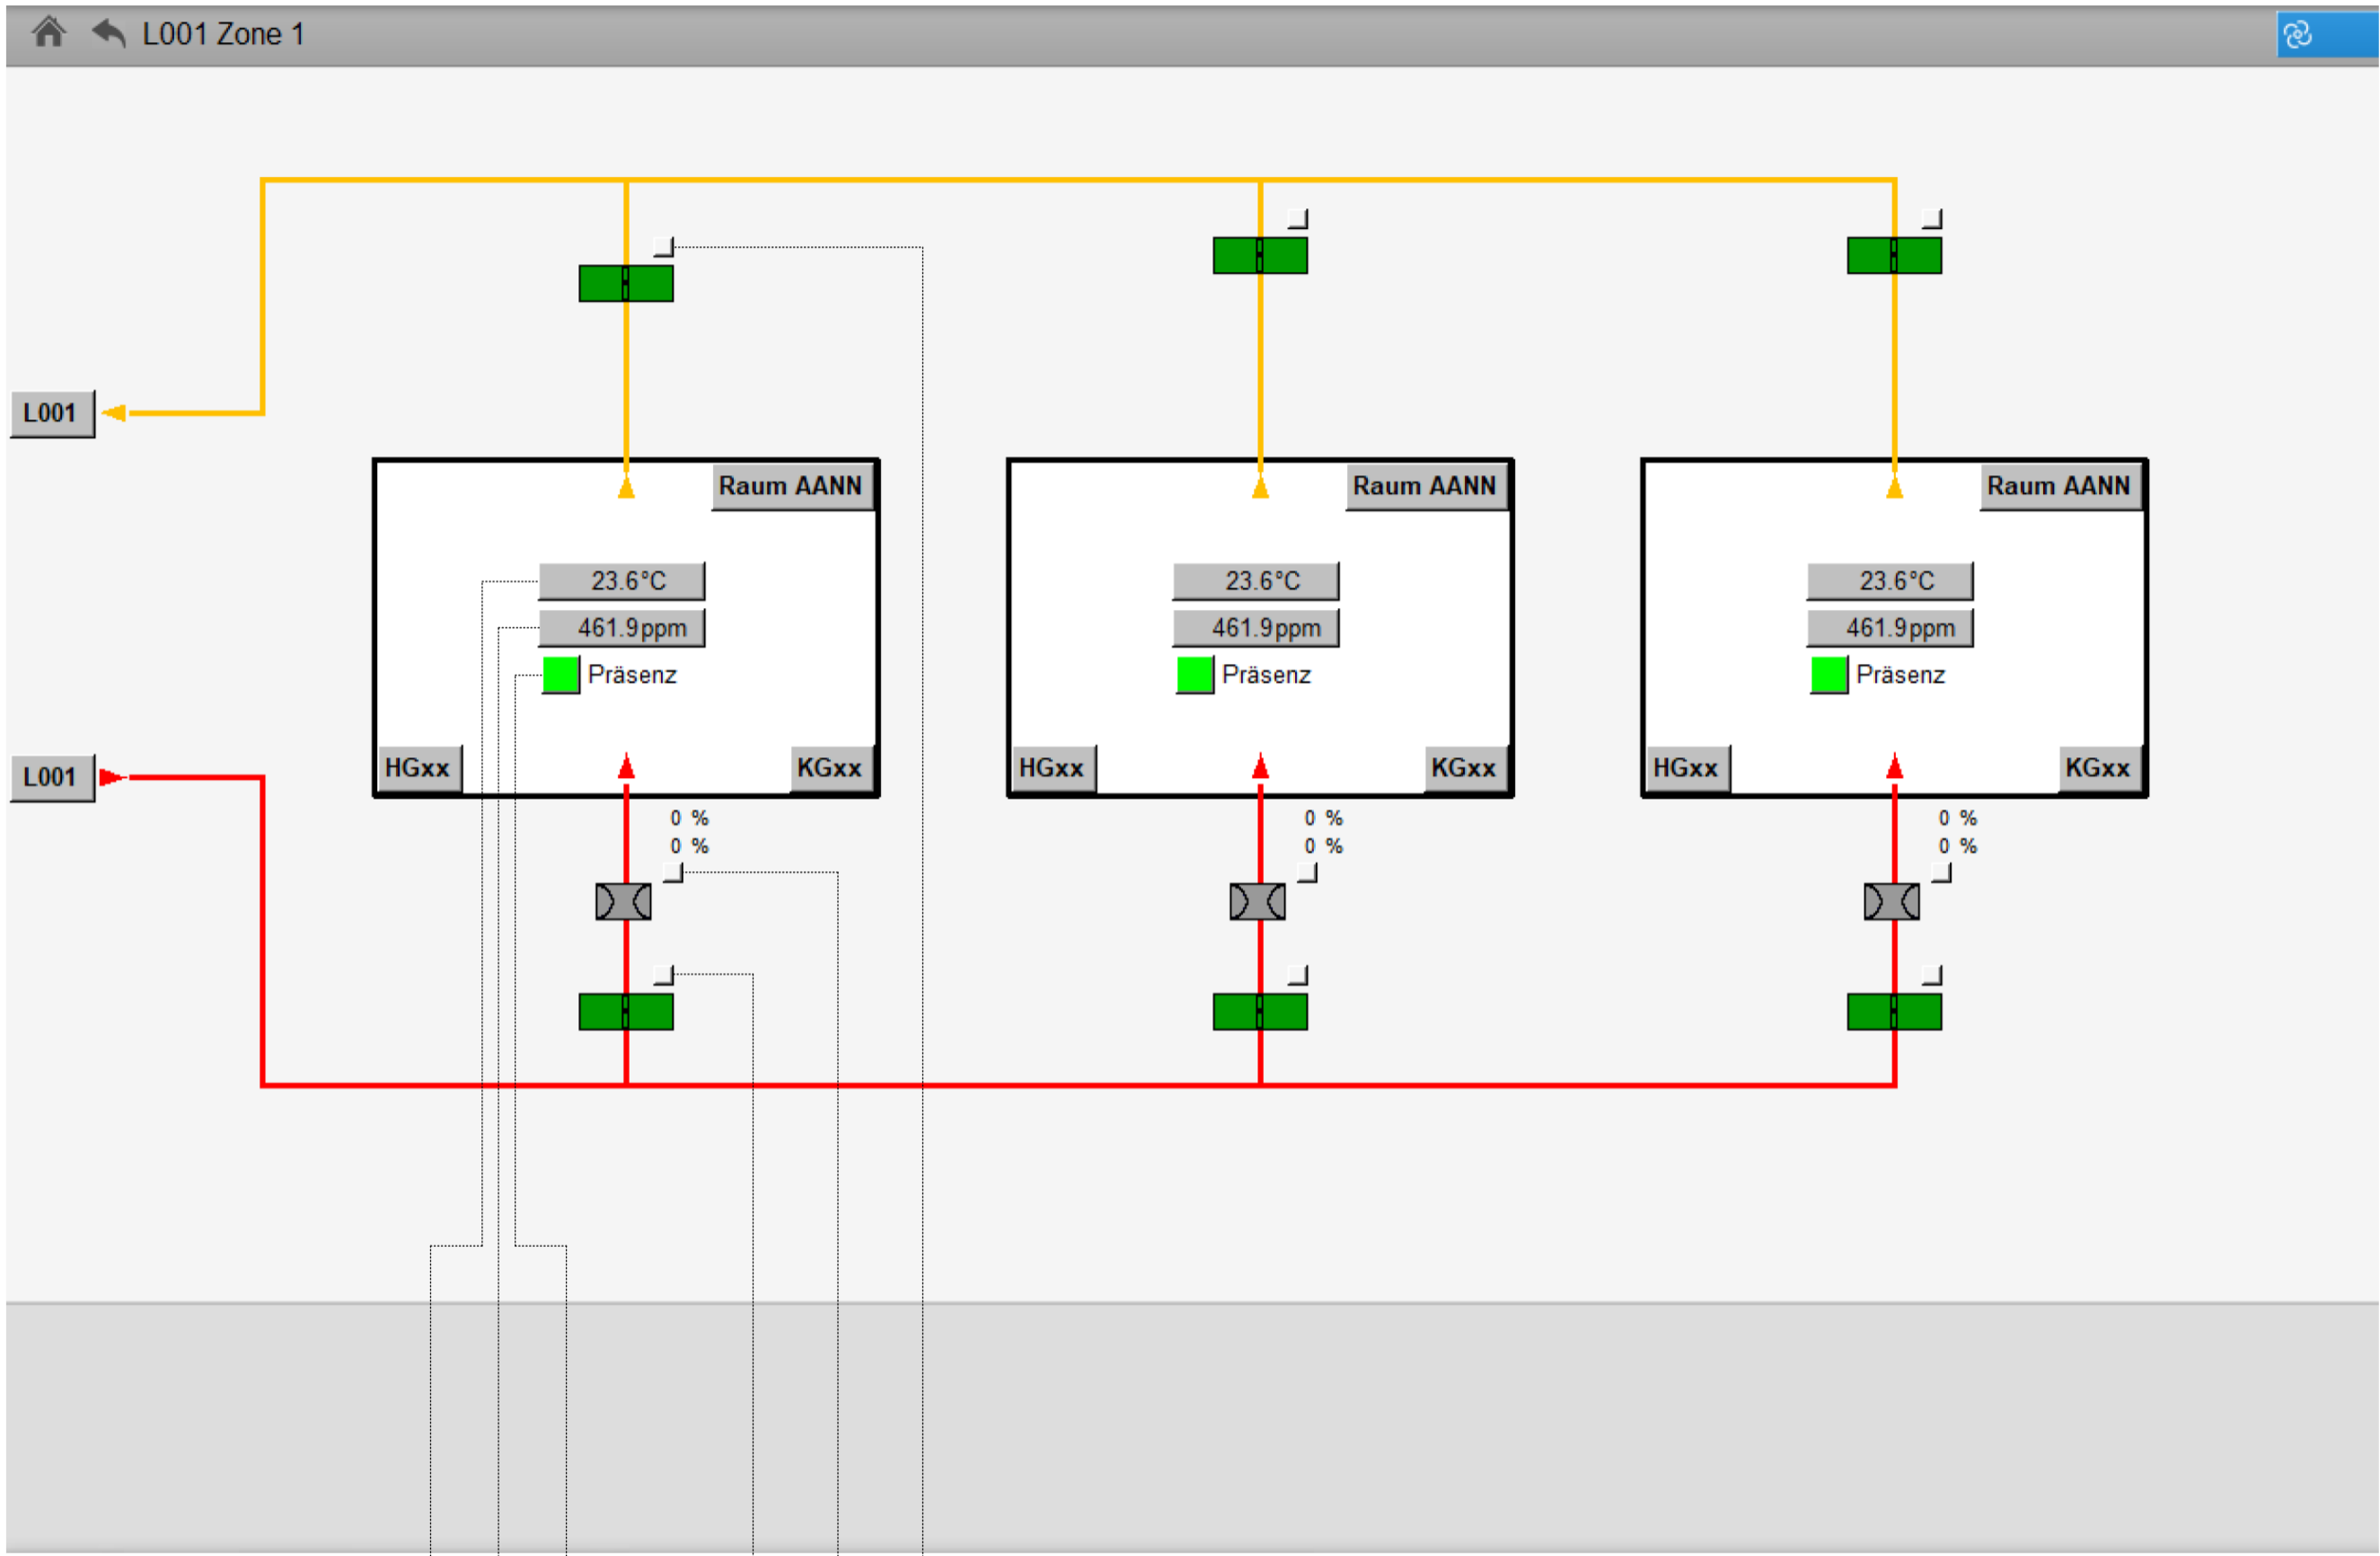 L001 Zone 1
L001
Raum AANN
Raum AANN
Raum AANN
23.6°C
23.6°C
23.6°C
461.9ppm
461.9ppm
461.9ppm
Präsenz
Präsenz
Präsenz
L001
HGxx
KGxx
HGxx
KGxx
HGxx
KGxx
0 %
0 %
0 %
0 %
0 %
0 %